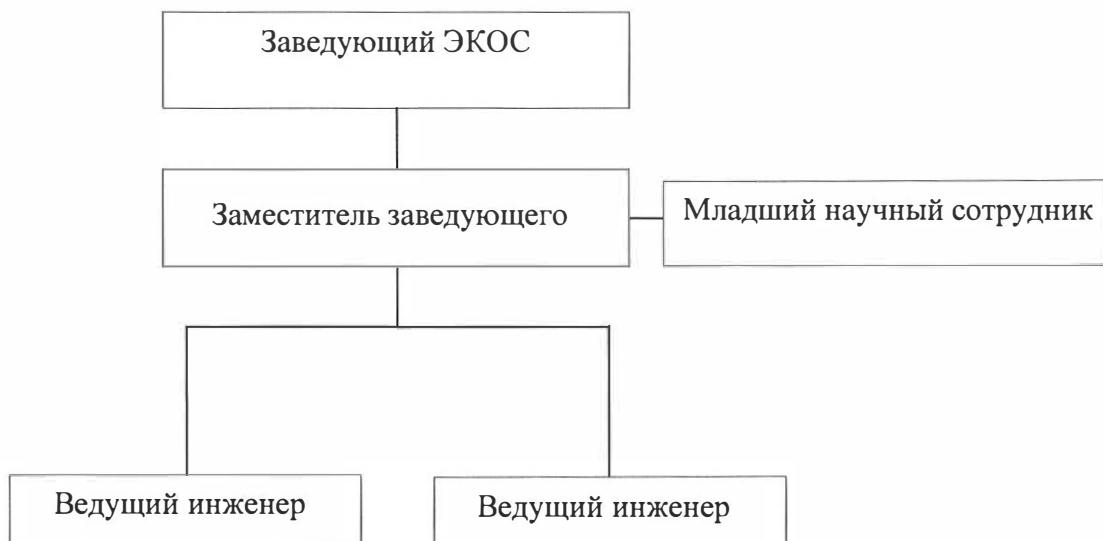 Заведующий ЭКОС
Заместитель заведующего
Младший научный сотрудник
Ведущий инженер
Ведущий инженер